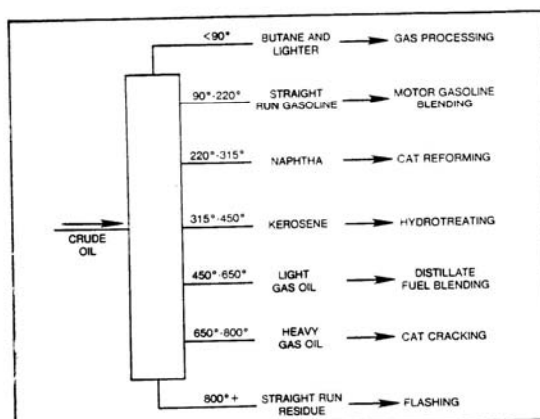 <90° BUTANE AND LIGHTER GAS PROCESSING
90°-220° STRAIGHT RUN GASOLINE MOTOR GASOLINE BLENDING
220°-315° NAPHTHA CAT REFORMING
CRUDE OIL
315°-450° KEROSENE HYDROTREATING
450°-650° LIGHT GAS OIL DISTILLATE FUEL BLENDING
650°-800° HEAVY GAS OIL CAT CRACKING
800°+ STRAIGHT RUN RESIDUE FLASHING